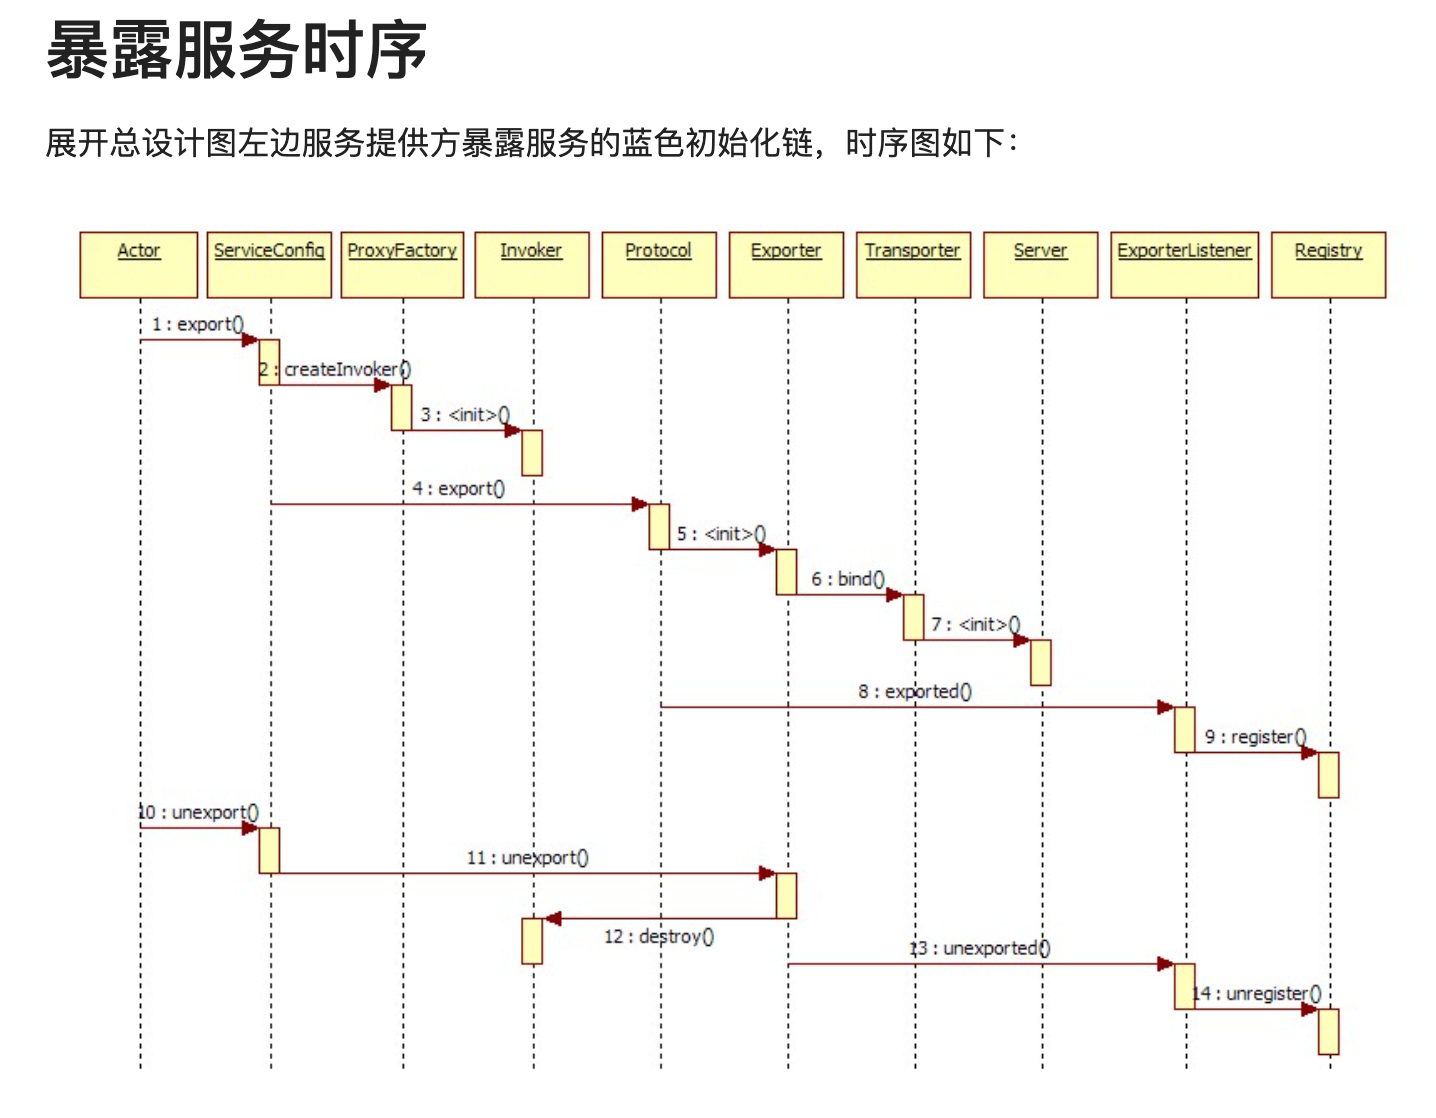 暴露服务时序
展开总设计图左边服务提供方暴露服务的蓝色初始化链，时序图如下：
Actor ServiceConfig ProxyFactory Invoker Protocol Exporter Transporter Server ExporterListener Registry
1 : export()
2 : createInvoker()
3 : <init>()
4 : export()
5 : <init>()
6 : bind()
7 : <init>()
8 : exported()
9 : register()
10 : unexport()
11 : unexport()
12 : destroy()
13 : unexported()
14 : unregister()